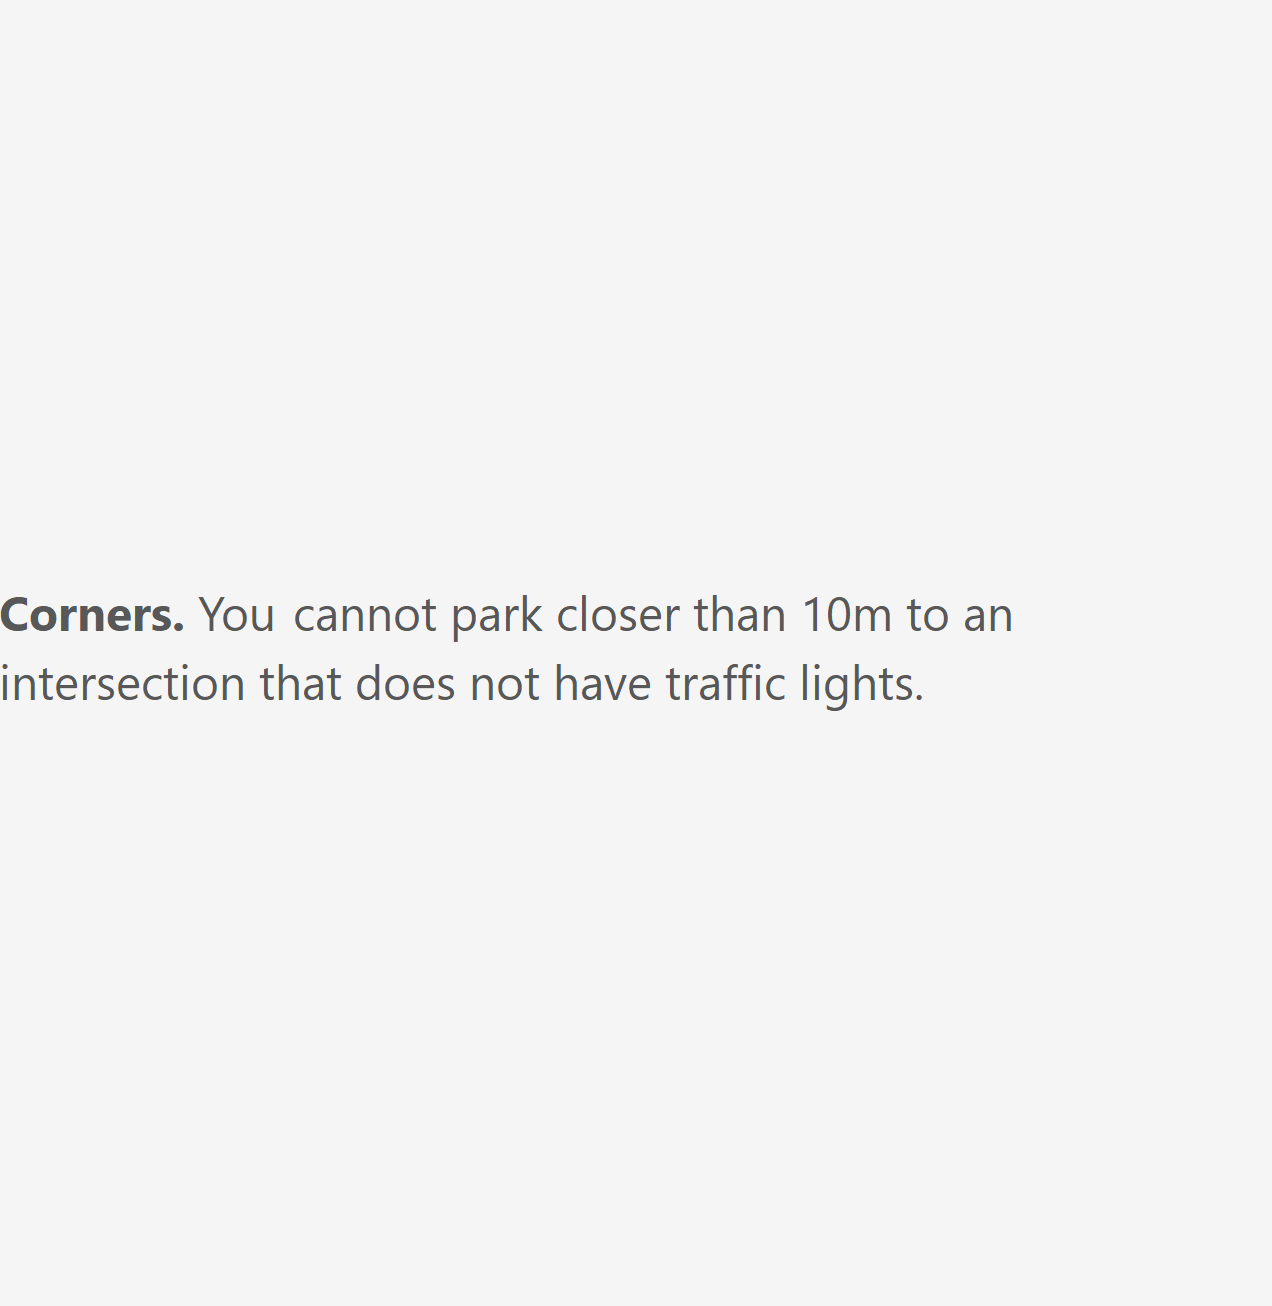 Corners. You cannot park closer than 10m to an
intersection that does not have traffic lights.